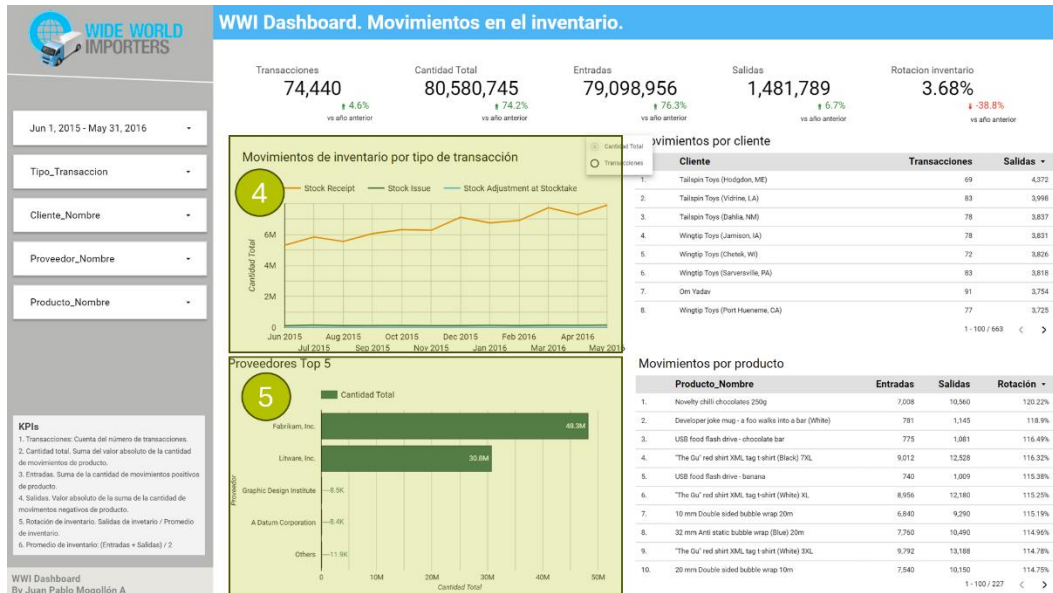 WIDE WORLD
IMPORTERS
WWI Dashboard. Movimientos en el inventario.
Transacciones
74,440
4.6%
vs año anterior
Cantidad Total
80,580,745
74.2%
vs año anterior
Entradas
79,098,956
76.3%
vs año anterior
Salidas
1,481,789
6.7%
vs año anterior
Rotacion inventario
3.68%
-38.8%
vs año anterior
Jun 1, 2015 - May 31, 2016
Tipo_Transaccion
Cliente_Nombre
Proveedor_Nombre
Producto_Nombre
KPIs
1. Transacciones: Cuenta del número de transacciones.
2. Cantidad total. Suma del valor absoluto de la cantidad
de movimientos de producto.
3. Entradas. Suma de la cantidad de movimientos positivos
de producto.
4. Salidas. Valor absoluto de la suma de la cantidad de
movimentos negativos de producto.
5. Rotación de inventario. Salidas de invetario / Promedio
de inventario.
6. Promedio de inventario: (Entradas + Salidas) / 2
WWI Dashboard
By Juan Pablo Mogollón A
Movimientos de inventario por tipo de transacción
Cantidad Total
Transacciones
4
Stock Receipt Stock Issue Stock Adjustment at Stocktake
Cantidad Total
6M
4M
2M
0
Jun 2015 Aug 2015 Oct 2015 Dec 2015 Feb 2016 Apr 2016
Jul 2015 Sep 2015 Nov 2015 Jan 2016 Mar 2016 May 2016
Proveedores Top 5
5
Cantidad Total
Proveedor
Fabrikam, Inc. 48.3M
Litware, Inc. 30.8M
Graphic Design Institute 8.5K
A Datum Corporation 8.4K
Others 11.9K
0 10M 20M 30M 40M 50M
Cantidad Total
ovimientos por cliente
Cliente Transacciones Salidas
1. Tailspin Toys (Hodgdon, ME) 69 4,372
2. Tailspin Toys (Vidrine, LA) 83 3,998
3. Tailspin Toys (Dahlia, NM) 78 3,837
4. Wingtip Toys (Jamison, IA) 78 3,831
5. Wingtip Toys (Chetek, WI) 72 3,826
6. Wingtip Toys (Sarversville, PA) 83 3,818
7. Om Yadav 91 3,754
8. Wingtip Toys (Port Hueneme, CA) 77 3,725
1 - 100 / 663
Movimientos por producto
Producto_Nombre Entradas Salidas Rotación
1. Novelty chilli chocolates 250g 7,008 10,560 120.22%
2. Developer joke mug - a foo walks into a bar (White) 781 1,145 118.9%
3. USB food flash drive - chocolate bar 775 1,081 116.49%
4. "The Gu" red shirt XML tag t-shirt (Black) 7XL 9,012 12,528 116.32%
5. USB food flash drive - banana 740 1,009 115.38%
6. "The Gu" red shirt XML tag t-shirt (White) XL 8,956 12,180 115.25%
7. 10 mm Double sided bubble wrap 20m 6,840 9,290 115.19%
8. 32 mm Anti static bubble wrap (Blue) 20m 7,760 10,490 114.96%
9. "The Gu" red shirt XML tag t-shirt (White) 3XL 9,792 13,188 114.78%
10. 20 mm Double sided bubble wrap 10m 7,540 10,150 114.75%
1 - 100 / 227